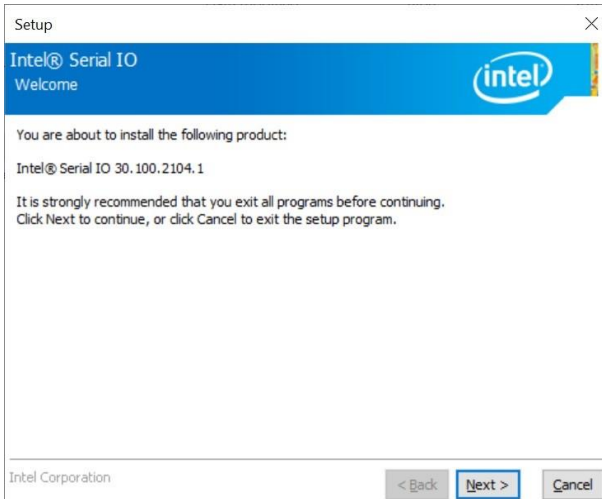 Setup
Intel® Serial IO
Welcome
intel
You are about to install the following product:
Intel® Serial IO 30.100.2104.1
It is strongly recommended that you exit all programs before continuing.
Click Next to continue, or click Cancel to exit the setup program.
Intel Corporation
< Back Next > Cancel